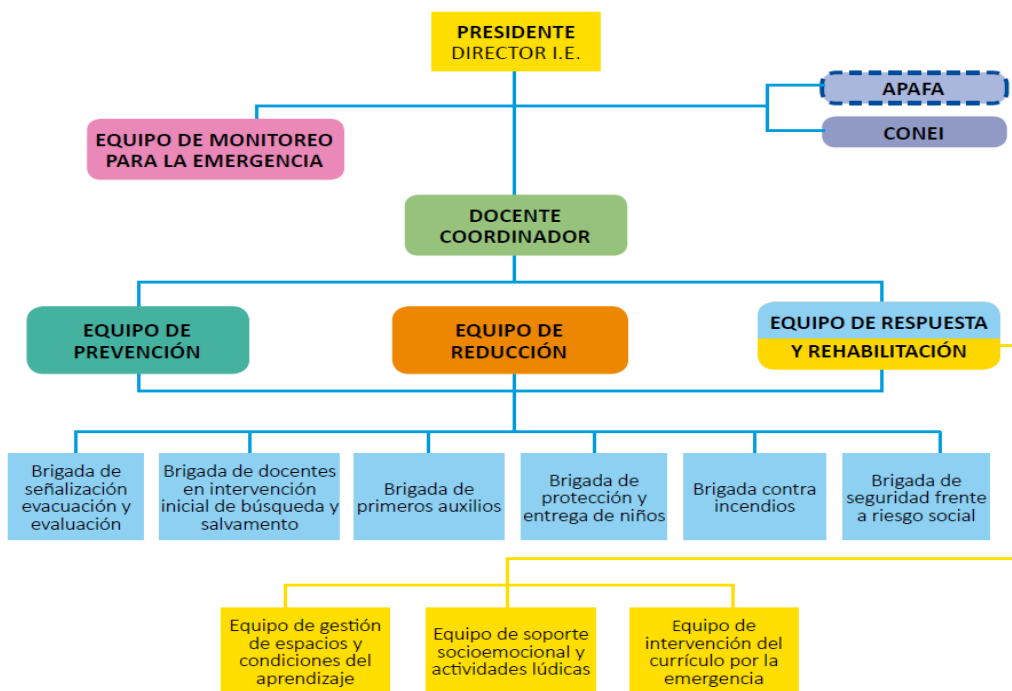 PRESIDENTE
DIRECTOR I.E.
APAFA
CONEI
EQUIPO DE MONITOREO
PARA LA EMERGENCIA
DOCENTE
COORDINADOR
EQUIPO DE
PREVENCIÓN
EQUIPO DE
REDUCCIÓN
EQUIPO DE RESPUESTA
Y REHABILITACIÓN
Brigada de
señalización
evacuación y
evaluación
Brigada de docentes
en intervención
inicial de búsqueda y
salvamento
Brigada de
primeros auxilios
Brigada de
protección y
entrega de niños
Brigada contra
incendios
Brigada de
seguridad frente
a riesgo social
Equipo de gestión
de espacios y
condiciones del
aprendizaje
Equipo de soporte
socioemocional y
actividades lúdicas
Equipo de
intervención del
currículo por la
emergencia